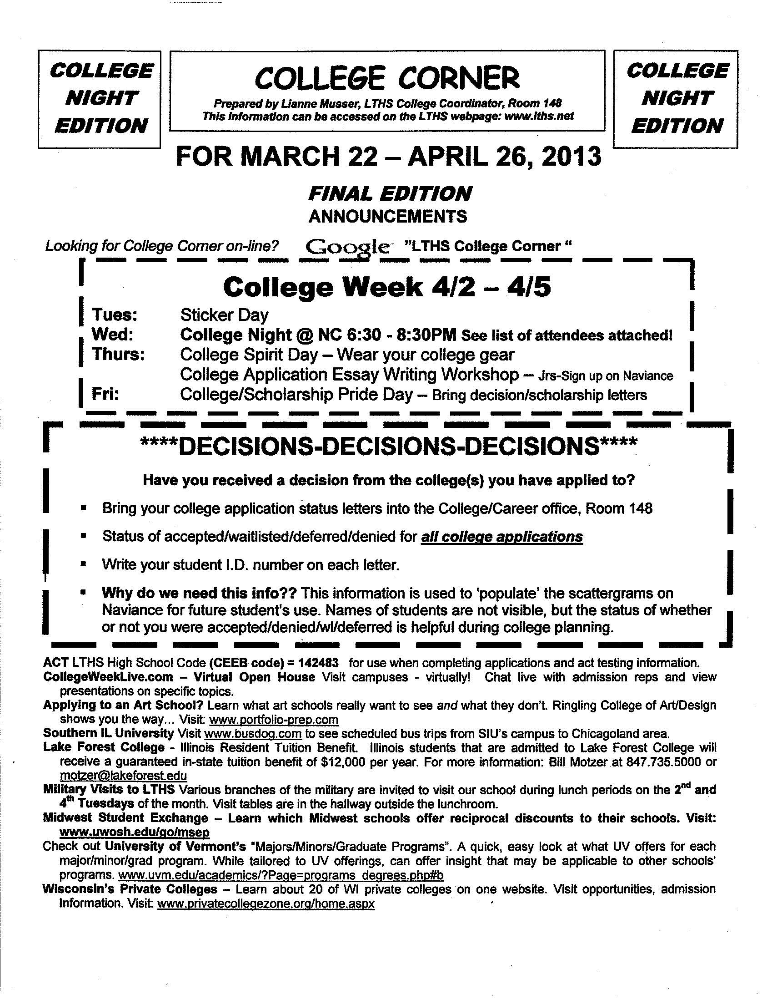 COLLEGE
NIGHT
EDITION
COLLEGE CORNER
Prepared by Lianne Musser, LTHS College Coordinator, Room 148
This information can be accessed on the LTHS webpage: www.lths.net
COLLEGE
NIGHT
EDITION
FOR MARCH 22 – APRIL 26, 2013
FINAL EDITION
ANNOUNCEMENTS
Looking for College Corner on-line? Google "LTHS College Corner "
College Week 4/2 – 4/5
Tues: Sticker Day
Wed: College Night @ NC 6:30 - 8:30PM See list of attendees attached!
Thurs: College Spirit Day – Wear your college gear
College Application Essay Writing Workshop – Jrs-Sign up on Naviance
Fri: College/Scholarship Pride Day – Bring decision/scholarship letters
****DECISIONS-DECISIONS-DECISIONS****
Have you received a decision from the college(s) you have applied to?
▪ Bring your college application status letters into the College/Career office, Room 148
▪ Status of accepted/waitlisted/deferred/denied for all college applications
▪ Write your student I.D. number on each letter.
▪ Why do we need this info?? This information is used to 'populate' the scattergrams on
Naviance for future student's use. Names of students are not visible, but the status of whether
or not you were accepted/denied/wl/deferred is helpful during college planning.
ACT LTHS High School Code (CEEB code) = 142483 for use when completing applications and act testing information.
CollegeWeekLive.com – Virtual Open House Visit campuses - virtually! Chat live with admission reps and view
presentations on specific topics.
Applying to an Art School? Learn what art schools really want to see and what they don't. Ringling College of Art/Design
shows you the way... Visit: www.portfolio-prep.com
Southern IL University Visit www.busdog.com to see scheduled bus trips from SIU's campus to Chicagoland area.
Lake Forest College - Illinois Resident Tuition Benefit. Illinois students that are admitted to Lake Forest College will
receive a guaranteed in-state tuition benefit of $12,000 per year. For more information: Bill Motzer at 847.735.5000 or
motzer@lakeforest.edu
Military Visits to LTHS Various branches of the military are invited to visit our school during lunch periods on the 2nd and
4th Tuesdays of the month. Visit tables are in the hallway outside the lunchroom.
Midwest Student Exchange – Learn which Midwest schools offer reciprocal discounts to their schools. Visit:
www.uwosh.edu/go/msep
Check out University of Vermont's "Majors/Minors/Graduate Programs". A quick, easy look at what UV offers for each
major/minor/grad program. While tailored to UV offerings, can offer insight that may be applicable to other schools'
programs. www.uvm.edu/academics/?Page=programs_degrees.php#b
Wisconsin's Private Colleges – Learn about 20 of WI private colleges on one website. Visit opportunities, admission
Information. Visit: www.privatecollegezone.org/home.aspx